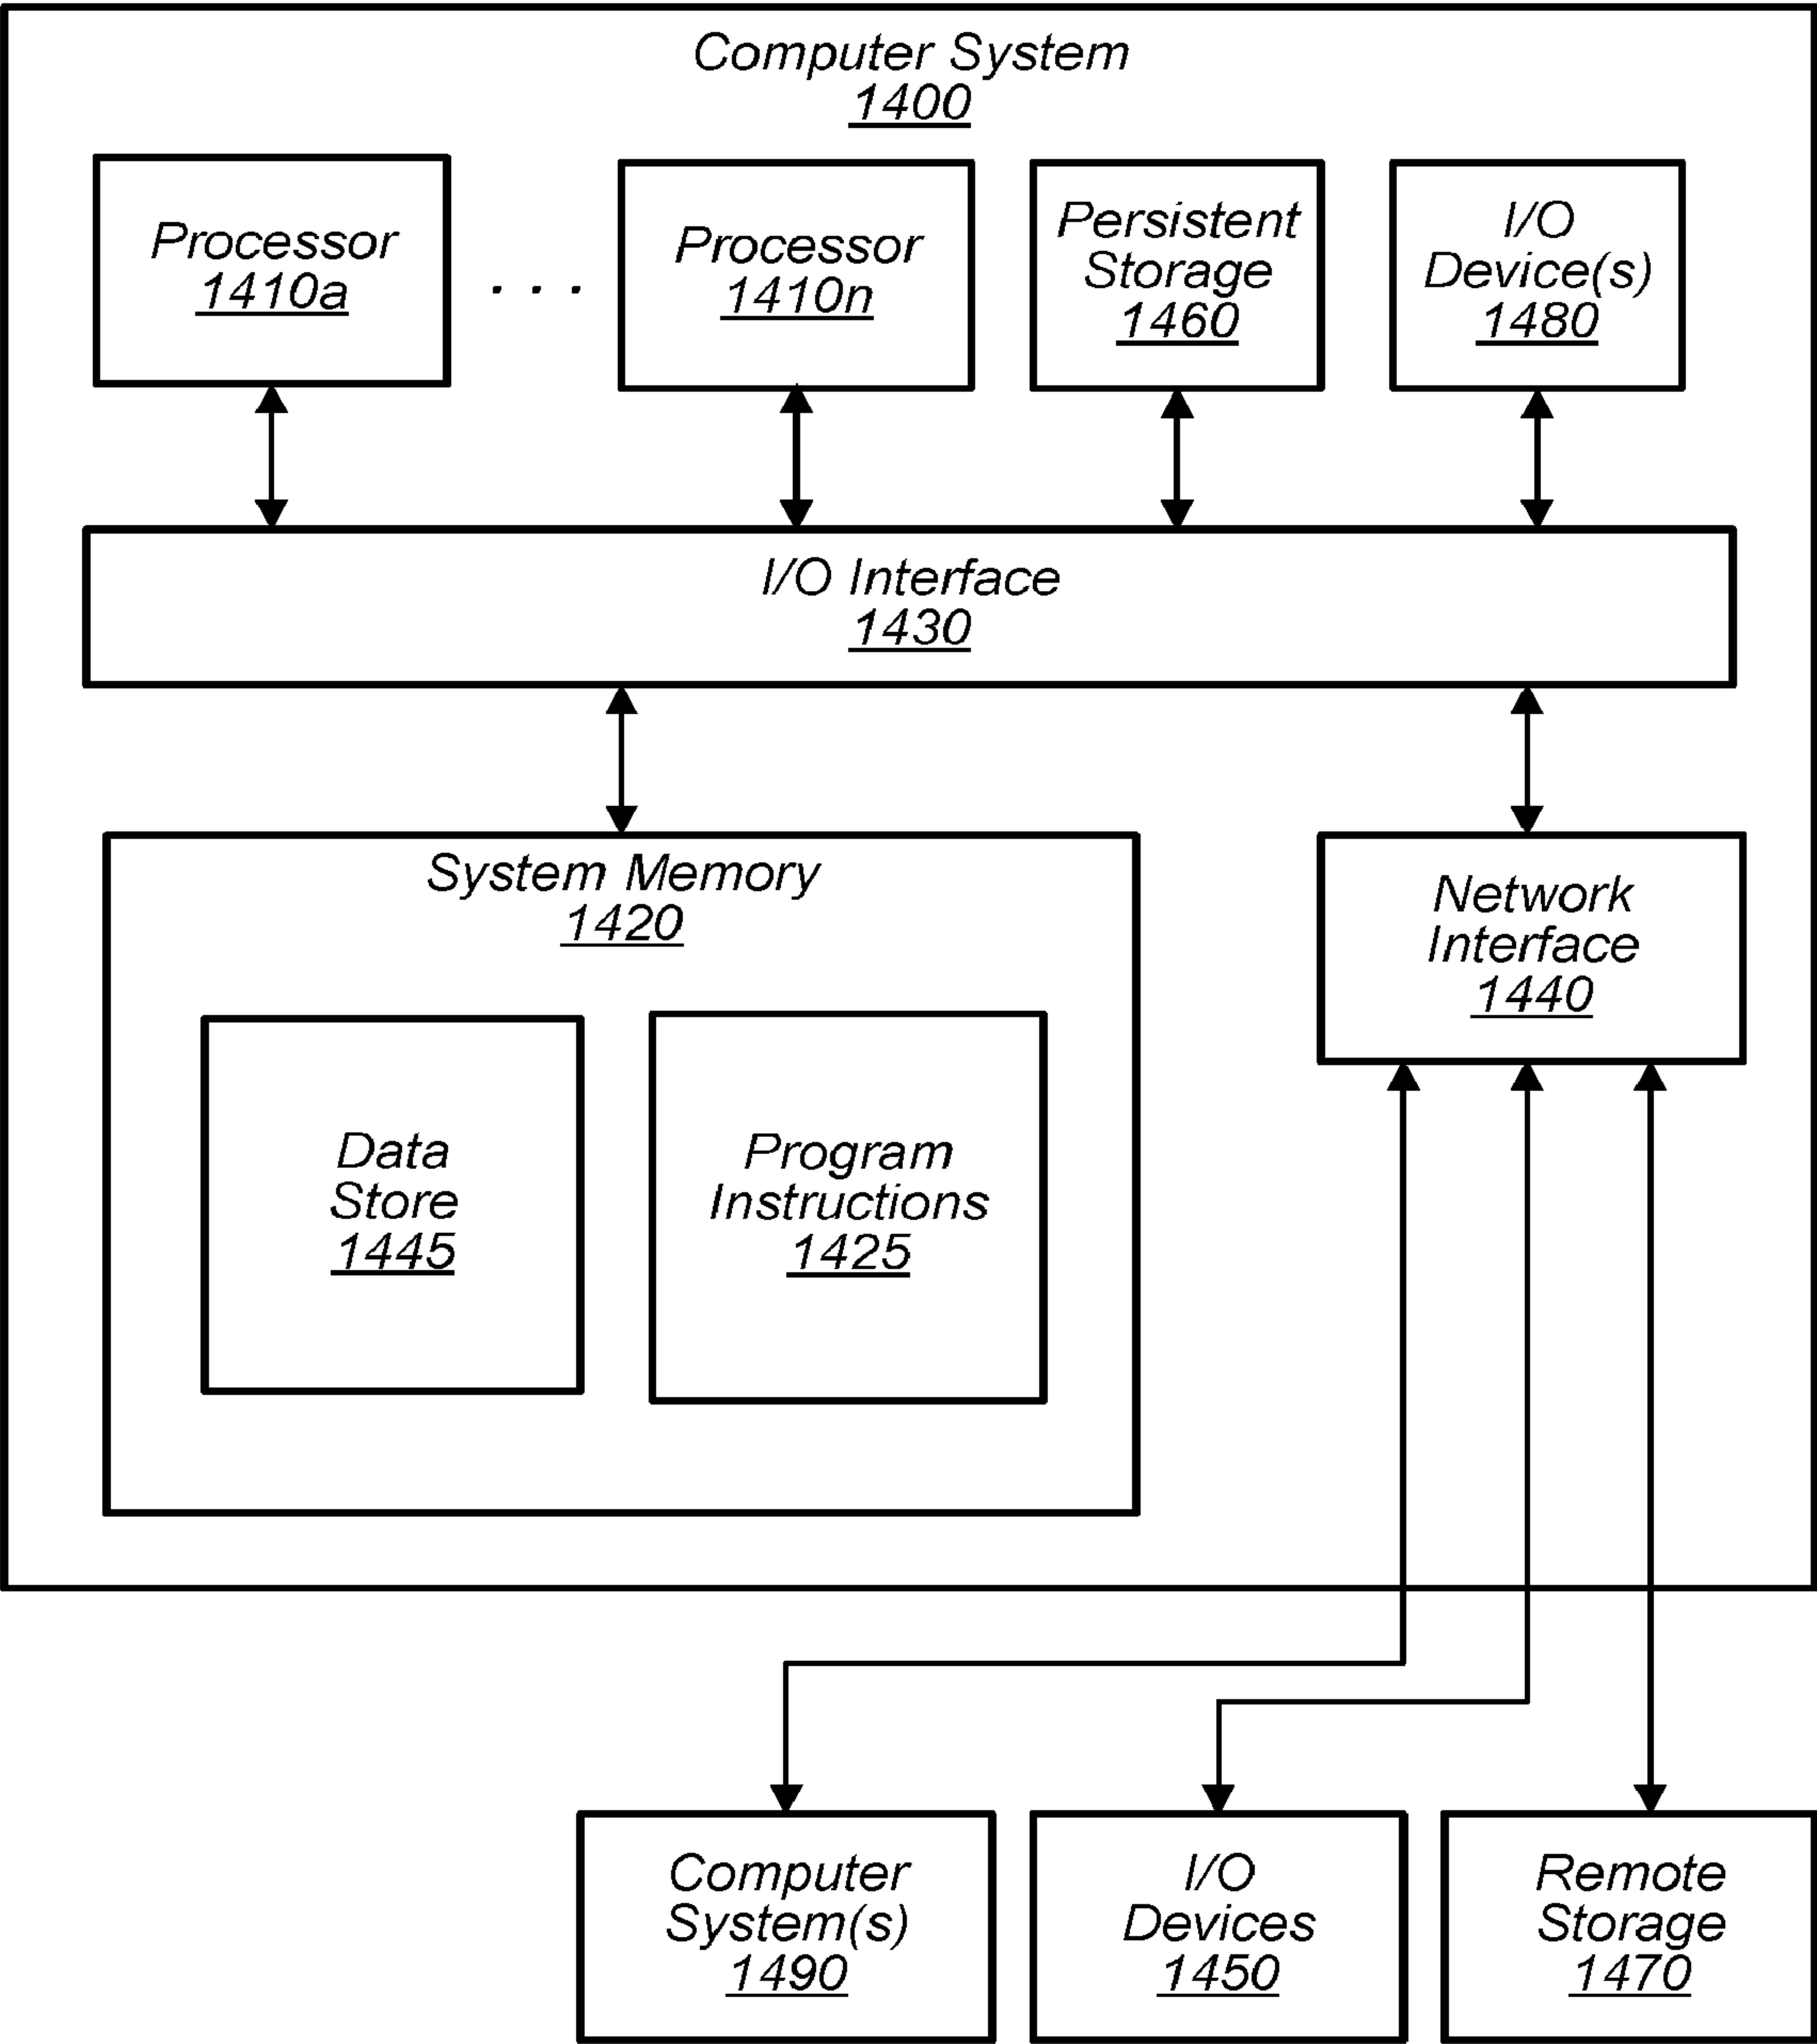 Computer System
1400
Processor
1410a
. . .
Processor
1410n
Persistent
Storage
1460
I/O
Device(s)
1480
I/O Interface
1430
System Memory
1420
Data
Store
1445
Program
Instructions
1425
Network
Interface
1440
Computer
System(s)
1490
I/O
Devices
1450
Remote
Storage
1470